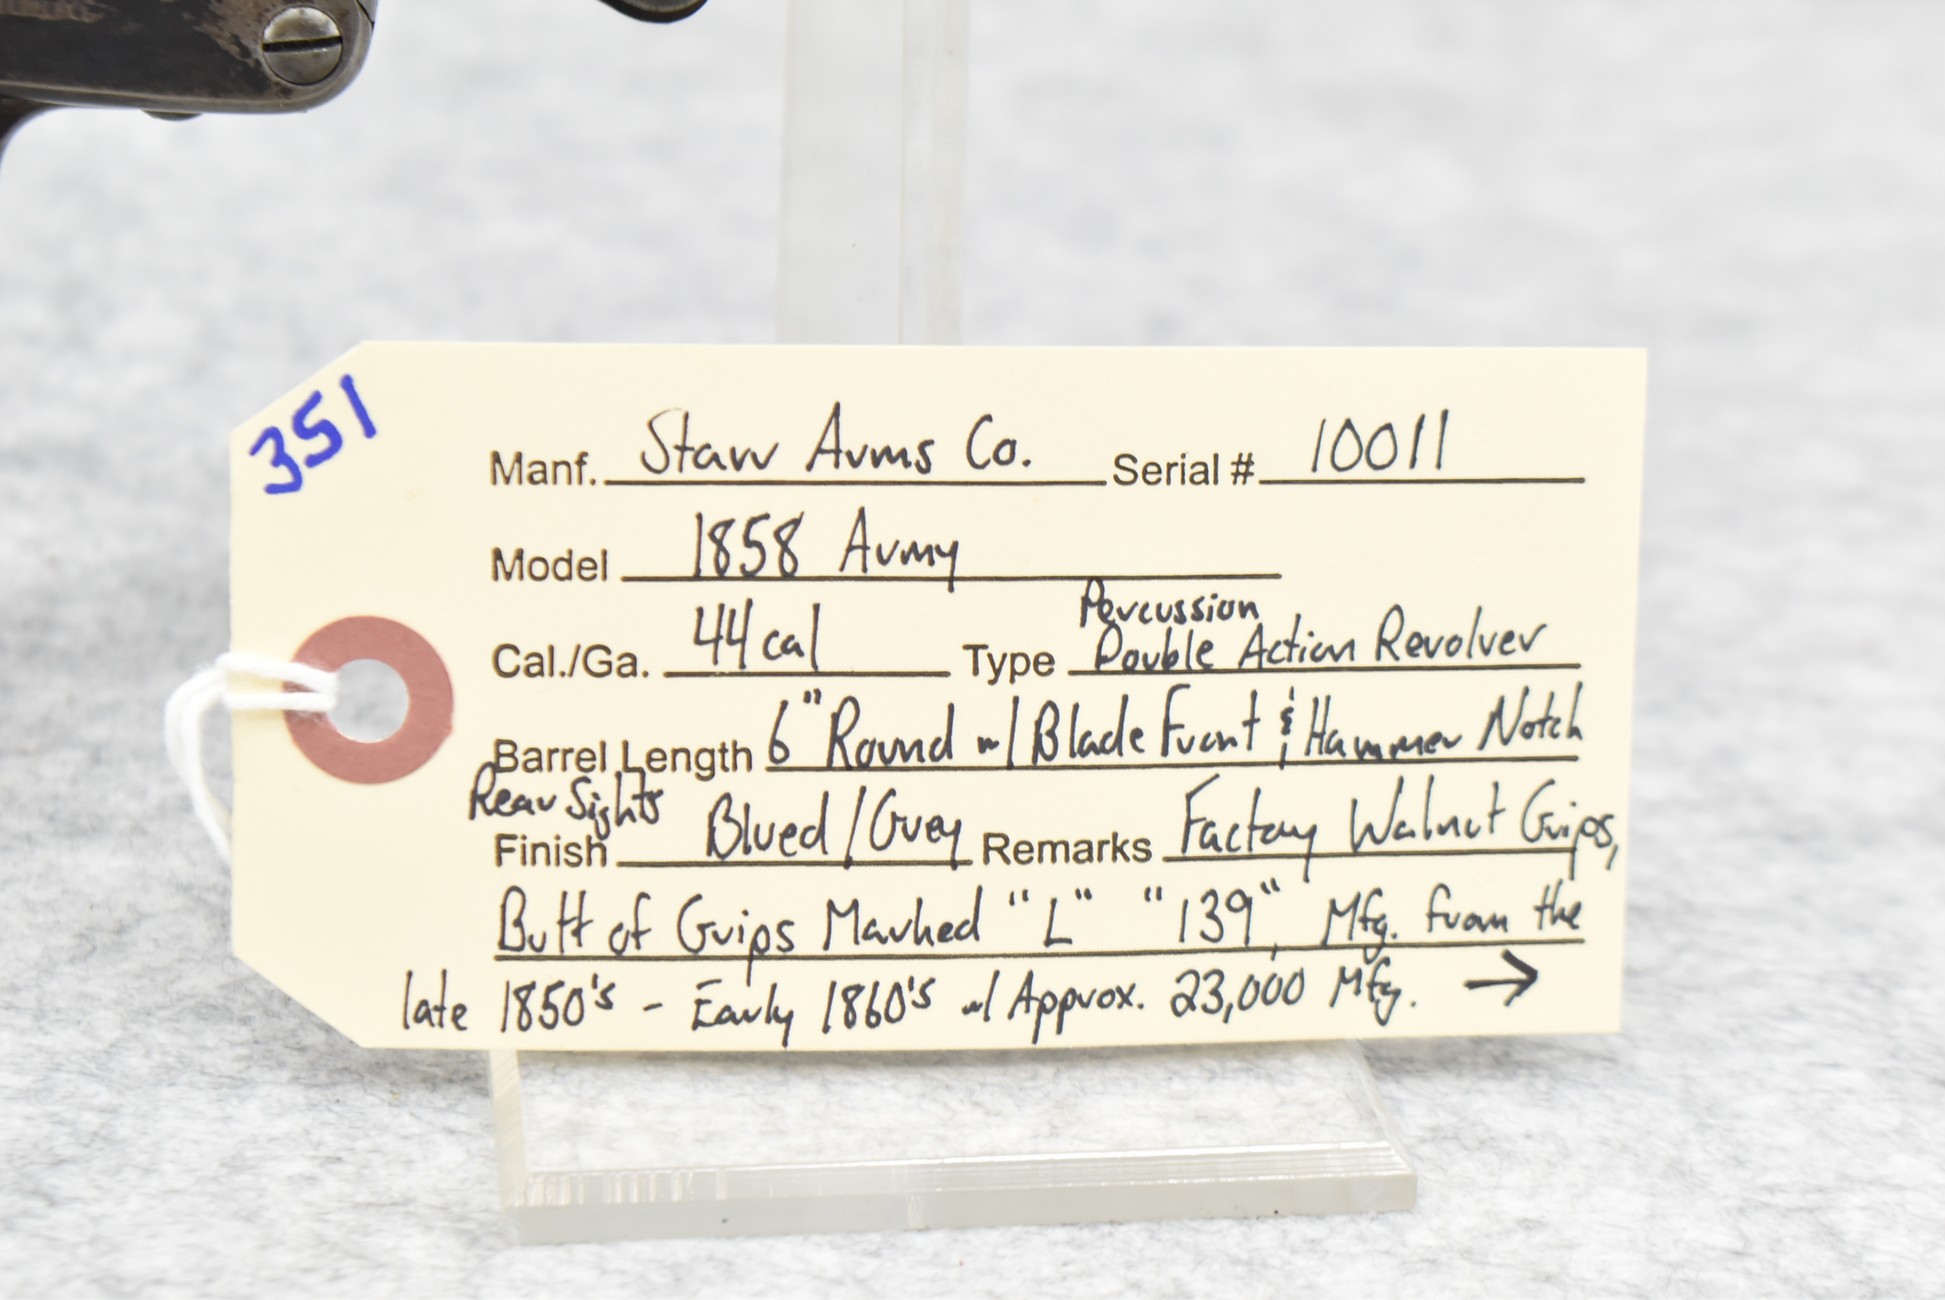 351
Manf. Starr Arms Co. Serial # 10011
Model 1858 Army
Percussion
Cal./Ga. 44 cal Type Double Action Revolver
Barrel Length 6" Round w/ Blade Front & Hammer Notch
Rear Sights
Finish Blued/Grey Remarks Factory Walnut Grips,
Butt of Grips Marked "L" "139", Mfg. from the
late 1850's - Early 1860's w/ Approx. 23,000 Mfg. →